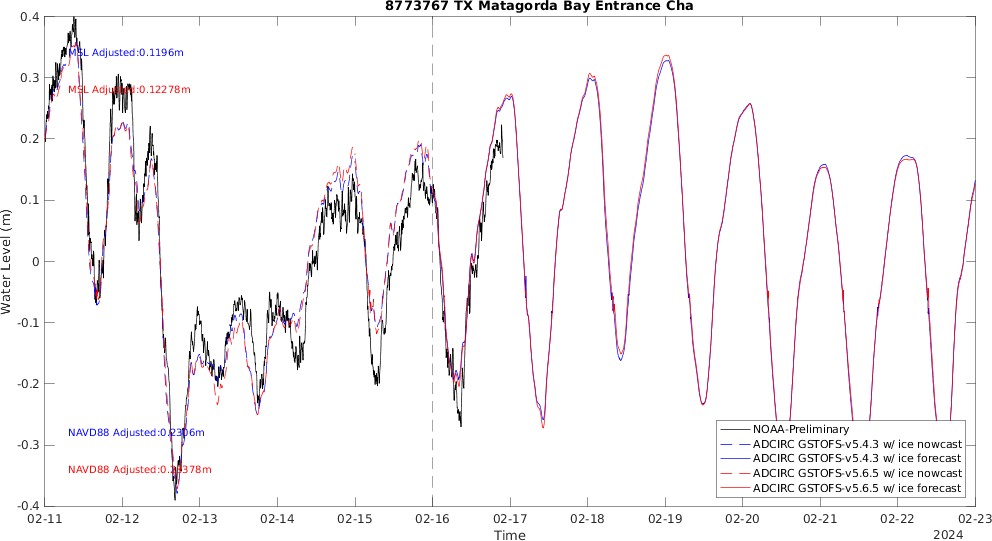 8773767 TX Matagorda Bay Entrance Cha
0.4
0.3
0.2
0.1
0
-0.1
-0.2
-0.3
-0.4
Water Level (m)
MSL Adjusted:0.1196m
MSL Adjusted:0.12278m
NAVD88 Adjusted:
NAVD88 Adjusted:
NOAA-Preliminary
ADCIRC GSTOFS-v5.4.3 w/ ice nowcast
ADCIRC GSTOFS-v5.4.3 w/ ice forecast
ADCIRC GSTOFS-v5.6.5 w/ ice nowcast
ADCIRC GSTOFS-v5.6.5 w/ ice forecast
02-11 02-12 02-13 02-14 02-15 02-16 02-17 02-18 02-19 02-20 02-21 02-22 02-23
Time
2024